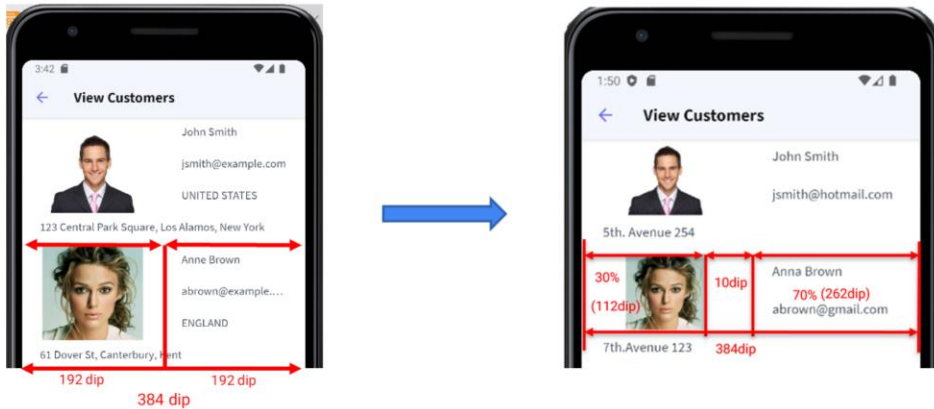 3:42
View Customers
John Smith
jsmith@example.com
UNITED STATES
123 Central Park Square, Los Alamos, New York
Anne Brown
abrown@example....
ENGLAND
61 Dover St, Canterbury, Kent
192 dip
192 dip
384 dip
1:50
View Customers
John Smith
jsmith@hotmail.com
5th. Avenue 254
30%
(112dip)
10dip
Anna Brown
70% (262dip)
abrown@gmail.com
7th.Avenue 123
384dip